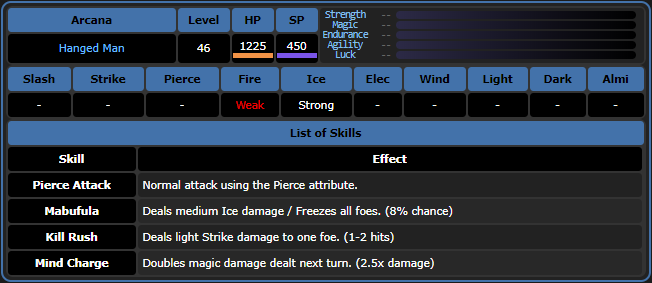 Arcana Level HP SP Strength --
Magic --
Endurance --
Agility --
Luck --
Hanged Man 46 1225 450
Slash Strike Pierce Fire Ice Elec Wind Light Dark Almi
- - - Weak Strong - - - - -
List of Skills
Skill Effect
Pierce Attack Normal attack using the Pierce attribute.
Mabufula Deals medium Ice damage / Freezes all foes. (8% chance)
Kill Rush Deals light Strike damage to one foe. (1-2 hits)
Mind Charge Doubles magic damage dealt next turn. (2.5x damage)